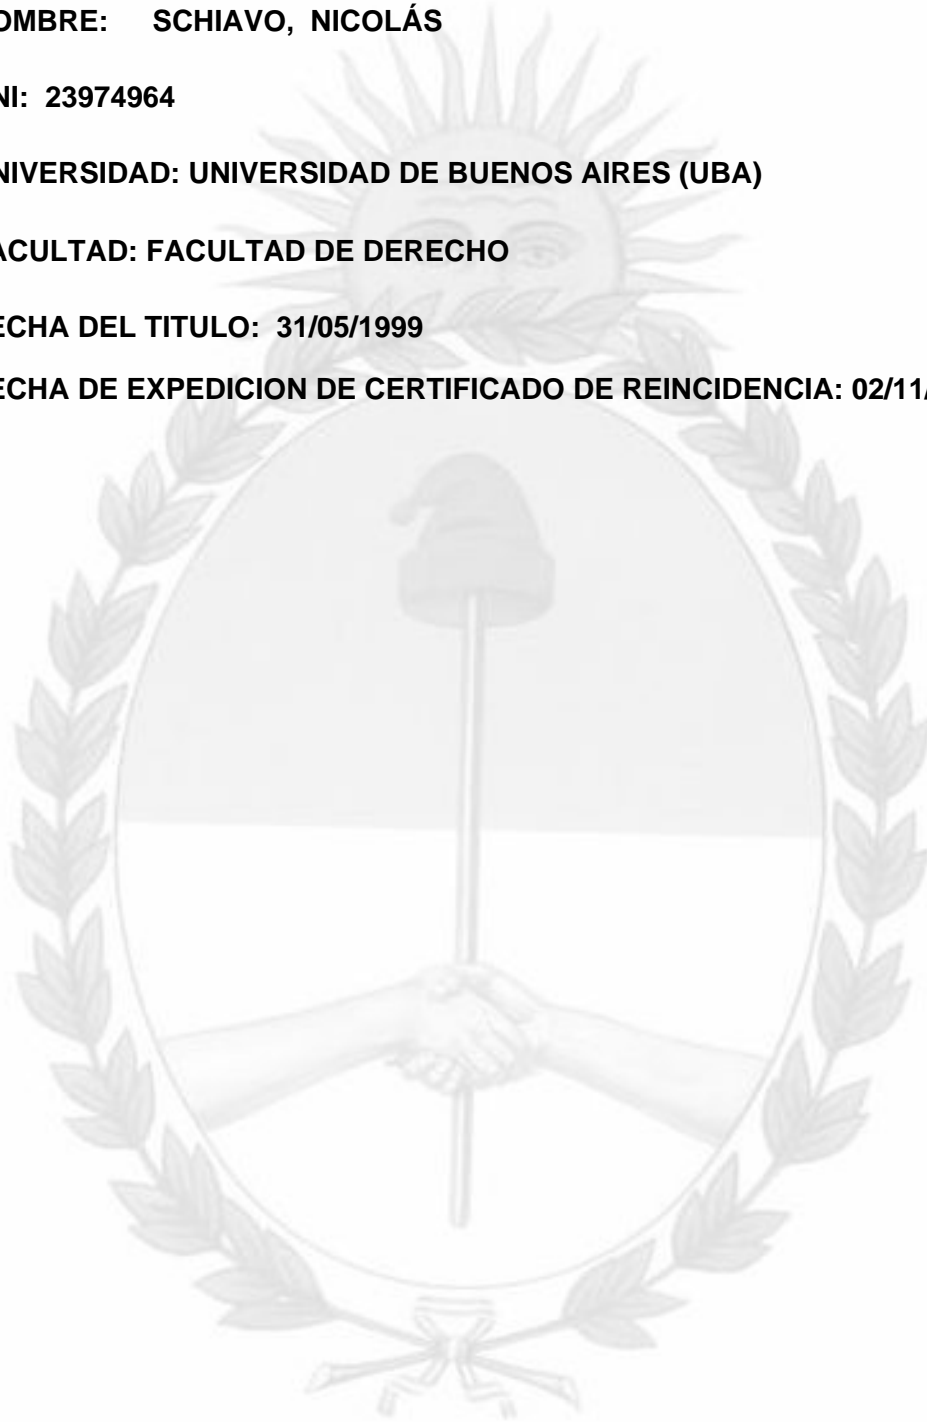 OMBRE: SCHIAVO, NICOLÁS
NI: 23974964
NIVERSIDAD: UNIVERSIDAD DE BUENOS AIRES (UBA)
ACULTAD: FACULTAD DE DERECHO
ECHA DEL TITULO: 31/05/1999
ECHA DE EXPEDICION DE CERTIFICADO DE REINCIDENCIA: 02/11/